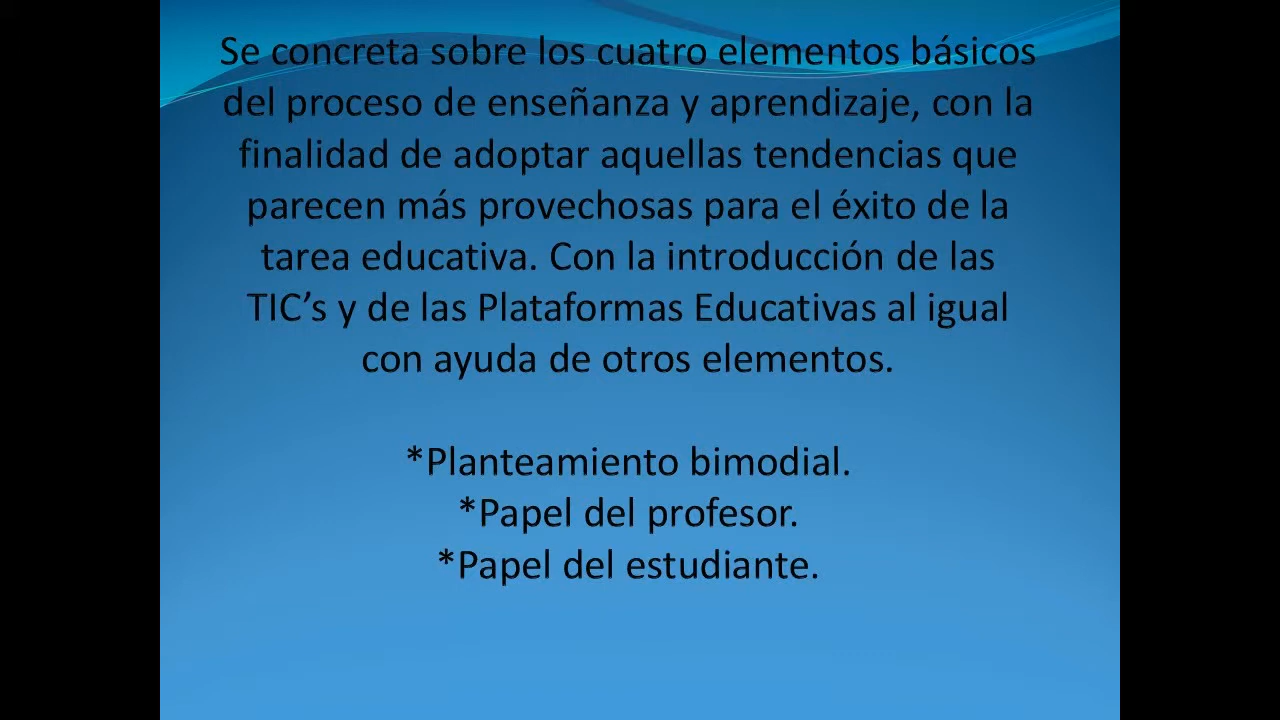 Se concreta sobre los cuatro elementos básicos
del proceso de enseñanza y aprendizaje, con la
finalidad de adoptar aquellas tendencias que
parecen más provechosas para el éxito de la
tarea educativa. Con la introducción de las
TIC’s y de las Plataformas Educativas al igual
con ayuda de otros elementos.
*Planteamiento bimodial.
*Papel del profesor.
*Papel del estudiante.